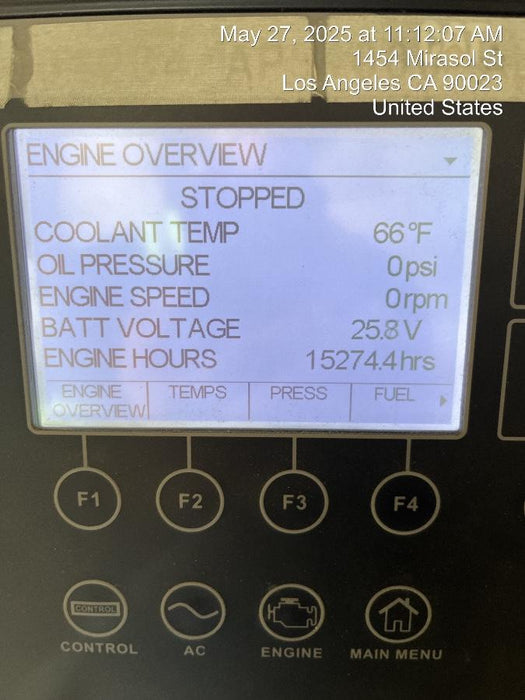 May 27, 2025 at 11:12:07 AM
1454 Mirasol St
Los Angeles CA 90023
United States
ENGINE OVERVIEW
STOPPED
COOLANT TEMP 66°F
OIL PRESSURE 0psi
ENGINE SPEED 0rpm
BATT VOLTAGE 25.8V
ENGINE HOURS 15274.4hrs
ENGINE OVERVIEW TEMPS PRESS FUEL
F1 F2 F3 F4
CONTROL
CONTROL AC ENGINE MAIN MENU